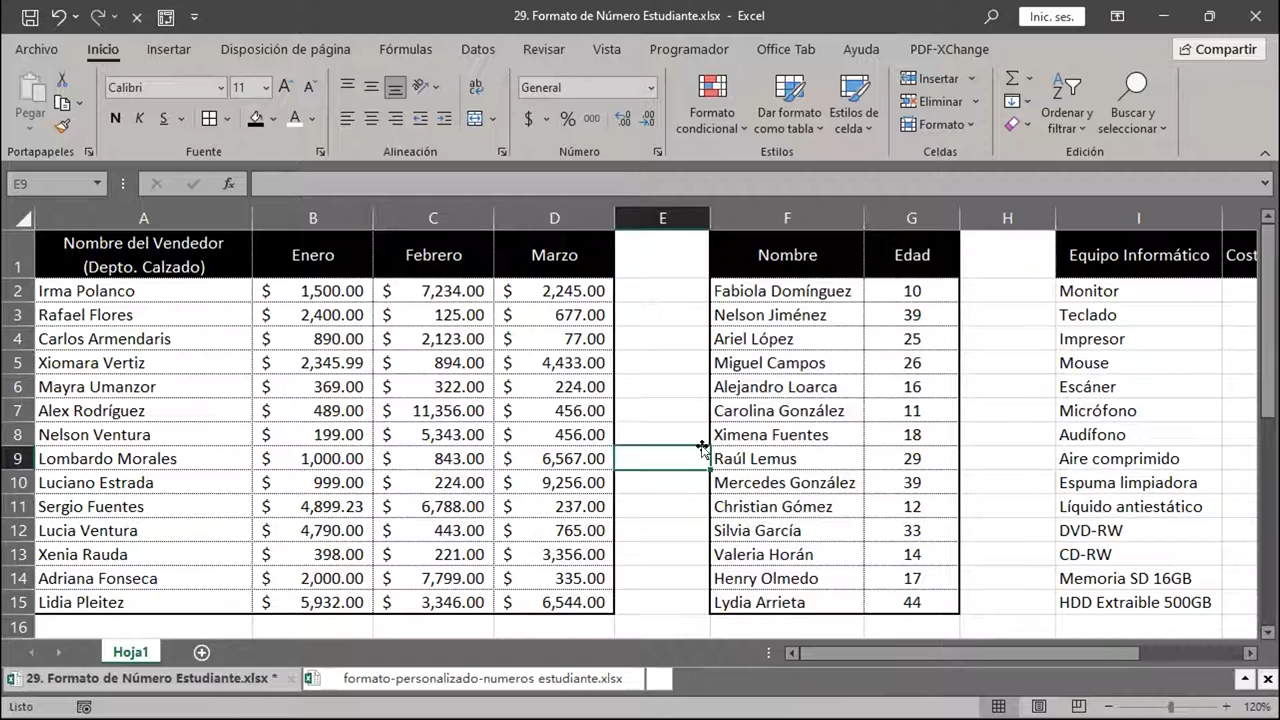 29. Formato de Número Estudiante.xlsx - Excel
Inic. ses.
Archivo Inicio Insertar Disposición de página Fórmulas Datos Revisar Vista Programador Office Tab Ayuda PDF-XChange Compartir
Pegar
Calibri 11
N K S
A A
ab
General
$ % 000
Formato condicional
Dar formato como tabla
Estilos de celda
Insertar
Eliminar
Formato
Ordenar y filtrar
Buscar y seleccionar
Portapapeles Fuente Alineación Número Estilos Celdas Edición
E9 fx
A B C D E F G H I
1 Nombre del Vendedor (Depto. Calzado) Enero Febrero Marzo Nombre Edad Equipo Informático Cost
2 Irma Polanco $ 1,500.00 $ 7,234.00 $ 2,245.00 Fabiola Domínguez 10 Monitor
3 Rafael Flores $ 2,400.00 $ 125.00 $ 677.00 Nelson Jiménez 39 Teclado
4 Carlos Armendaris $ 890.00 $ 2,123.00 $ 77.00 Ariel López 25 Impresor
5 Xiomara Vertiz $ 2,345.99 $ 894.00 $ 4,433.00 Miguel Campos 26 Mouse
6 Mayra Umanzor $ 369.00 $ 322.00 $ 224.00 Alejandro Loarca 16 Escáner
7 Alex Rodríguez $ 489.00 $ 11,356.00 $ 456.00 Carolina González 11 Micrófono
8 Nelson Ventura $ 199.00 $ 5,343.00 $ 456.00 Ximena Fuentes 18 Audífono
9 Lombardo Morales $ 1,000.00 $ 843.00 $ 6,567.00 Raúl Lemus 29 Aire comprimido
10 Luciano Estrada $ 999.00 $ 224.00 $ 9,256.00 Mercedes González 39 Espuma limpiadora
11 Sergio Fuentes $ 4,899.23 $ 6,788.00 $ 237.00 Christian Gómez 12 Líquido antiestático
12 Lucia Ventura $ 4,790.00 $ 443.00 $ 765.00 Silvia García 33 DVD-RW
13 Xenia Rauda $ 398.00 $ 221.00 $ 3,356.00 Valeria Horán 14 CD-RW
14 Adriana Fonseca $ 2,000.00 $ 7,799.00 $ 335.00 Henry Olmedo 17 Memoria SD 16GB
15 Lidia Pleitez $ 5,932.00 $ 3,346.00 $ 6,544.00 Lydia Arrieta 44 HDD Extraible 500GB
16
Hoja1
29. Formato de Número Estudiante.xlsx * formato-personalizado-numeros estudiante.xlsx
Listo 120%